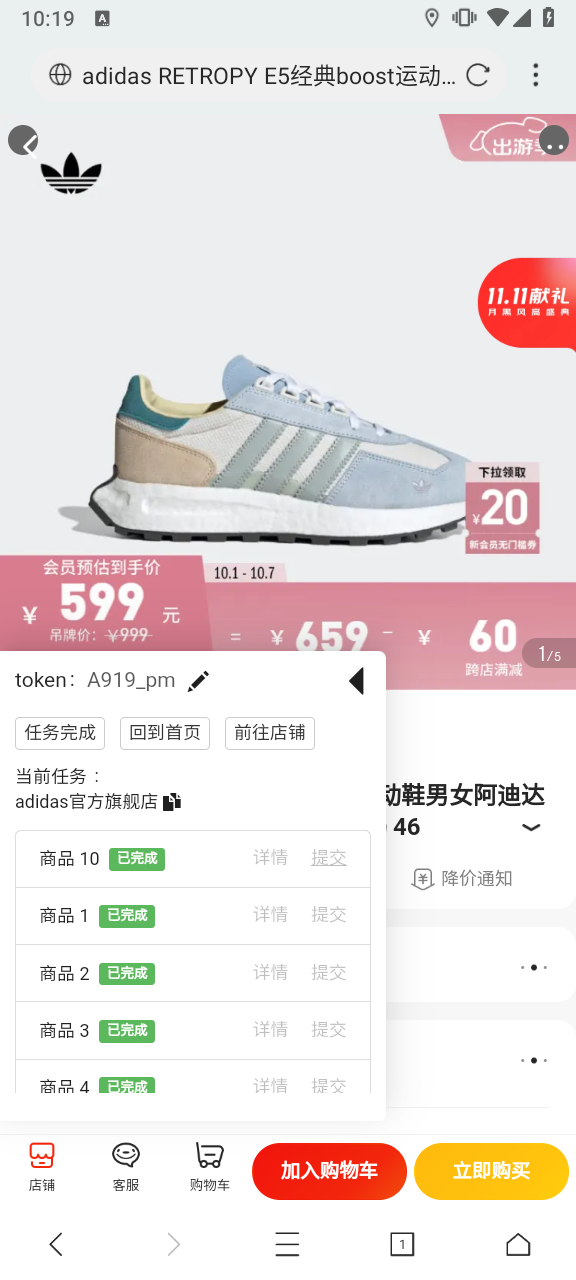 10:19
A
adidas RETROPY E5经典boost运动...
出游季
11.11献礼
月黑风高盛典
下拉领取
¥20
新会员无门槛券
会员预估到手价
10.1 - 10.7
¥ 599 元
吊牌价: ¥999
= ¥ 659 - ¥ 60
跨店满减
1/5
token: A919_pm
任务完成 回到首页 前往店铺
当前任务：
adidas官方旗舰店
动鞋男女阿迪达
46
降价通知
商品 10 已完成 详情 提交
商品 1 已完成 详情 提交
商品 2 已完成 详情 提交
商品 3 已完成 详情 提交
商品 4 已完成 详情 提交
店铺 客服 购物车 加入购物车 立即购买
1